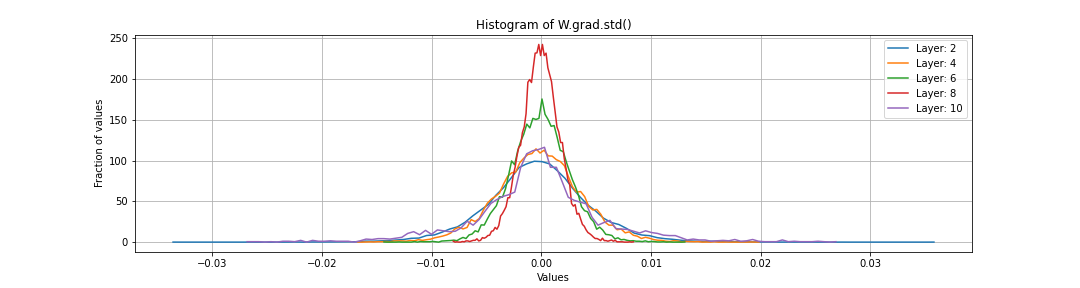 Histogram of W.grad.std()
Fraction of values
250
200
150
100
50
0
Layer: 2
Layer: 4
Layer: 6
Layer: 8
Layer: 10
−0.03
−0.02
−0.01
0.00
0.01
0.02
0.03
Values